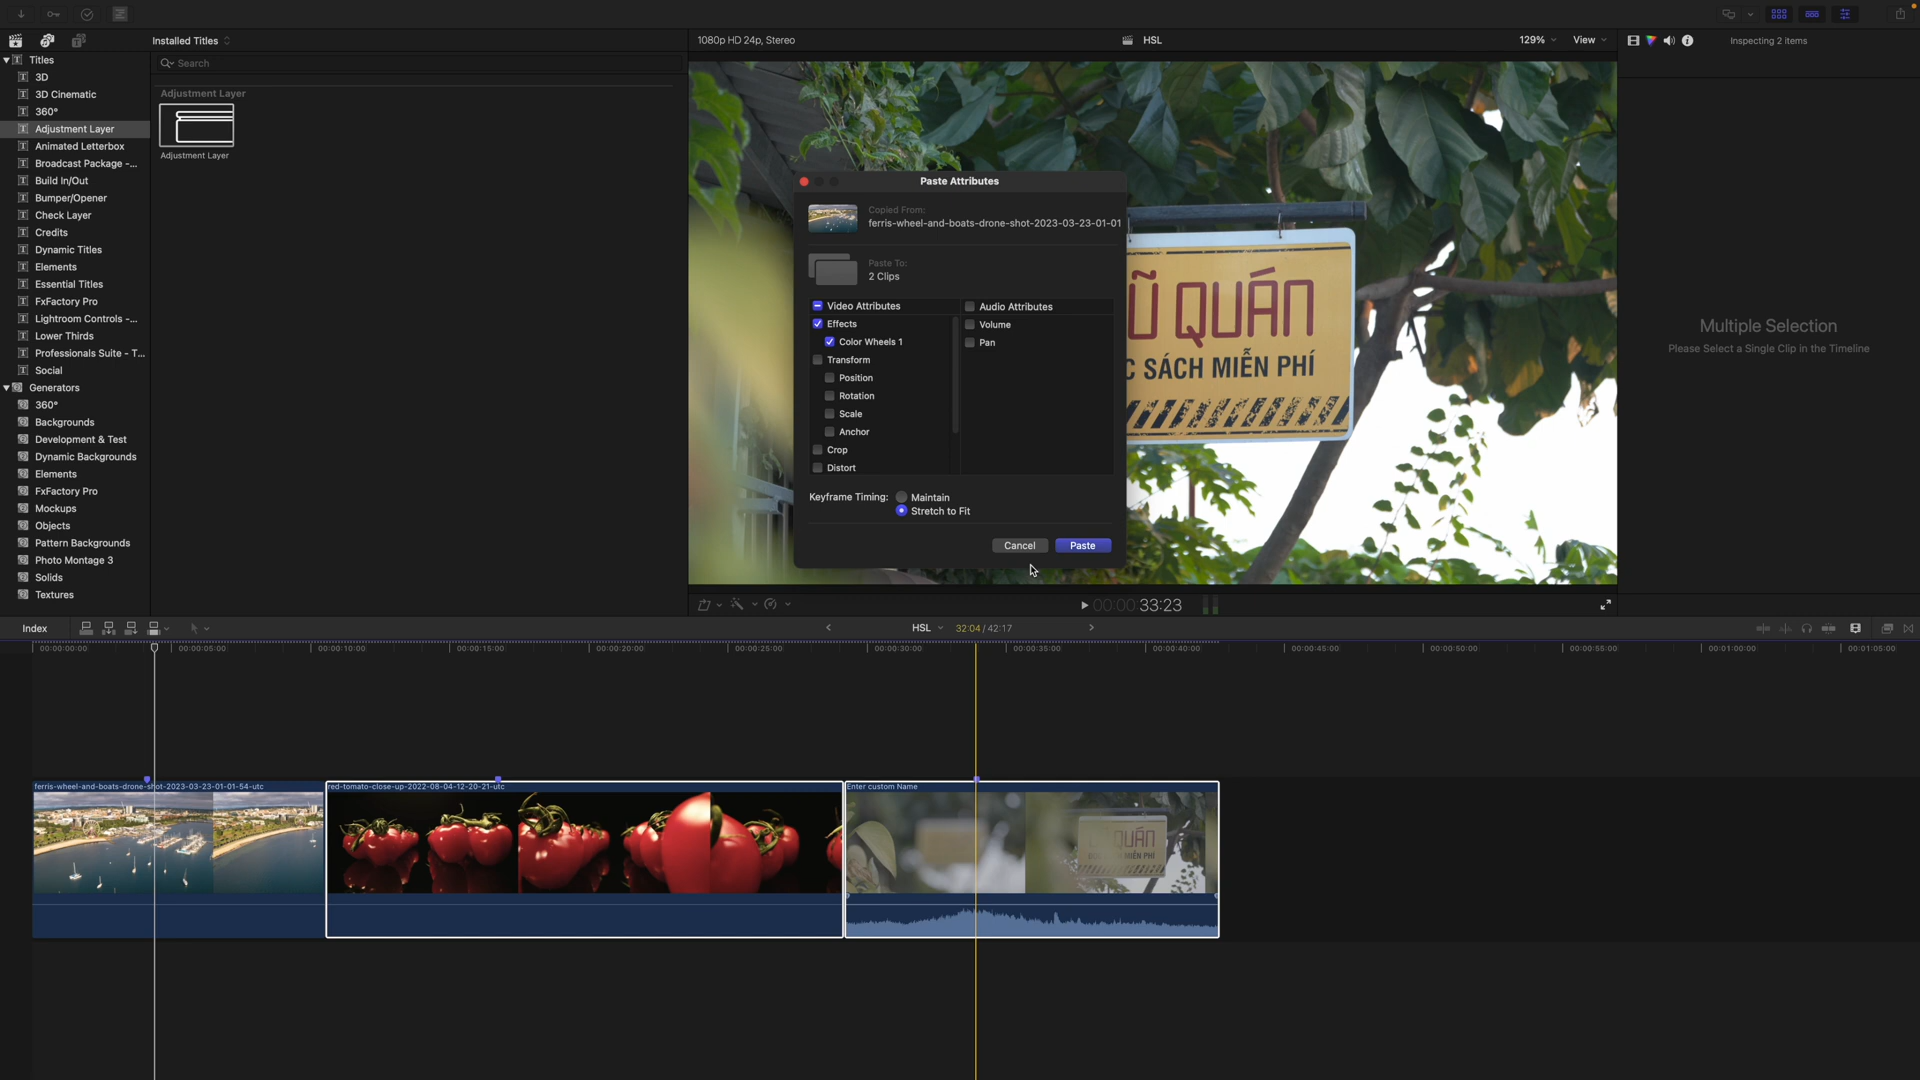 Installed Titles
1080p HD 24p, Stereo
HSL
129%
View
Inspecting 2 items
Titles
3D
3D Cinematic
360°
Adjustment Layer
Animated Letterbox
Broadcast Package -...
Build In/Out
Bumper/Opener
Check Layer
Credits
Dynamic Titles
Elements
Essential Titles
FxFactory Pro
Lightroom Controls -...
Lower Thirds
Professionals Suite - T...
Social
Generators
360°
Backgrounds
Development & Test
Dynamic Backgrounds
Elements
FxFactory Pro
Mockups
Objects
Pattern Backgrounds
Photo Montage 3
Solids
Textures
Search
Adjustment Layer
Adjustment Layer
Paste Attributes
Copied From:
ferris-wheel-and-boats-drone-shot-2023-03-23-01-01
Paste To:
2 Clips
Video Attributes
Effects
Color Wheels 1
Transform
Position
Rotation
Scale
Anchor
Crop
Distort
Audio Attributes
Volume
Pan
Keyframe Timing:
Maintain
Stretch to Fit
Cancel
Paste
Ũ QUÁN
C SÁCH MIỄN PHÍ
Multiple Selection
Please Select a Single Clip in the Timeline
00:00:33:23
Index
HSL
32:04 / 42:17
00:00:00:00
00:00:05:00
00:00:10:00
00:00:15:00
00:00:20:00
00:00:25:00
00:00:30:00
00:00:35:00
00:00:40:00
00:00:45:00
00:00:50:00
00:00:55:00
00:01:00:00
00:01:05:00
ferris-wheel-and-boats-drone-shot-2023-03-23-01-01-54-utc
red-tomato-close-up-2022-08-04-12-20-21-utc
Enter custom Name
QUÁN